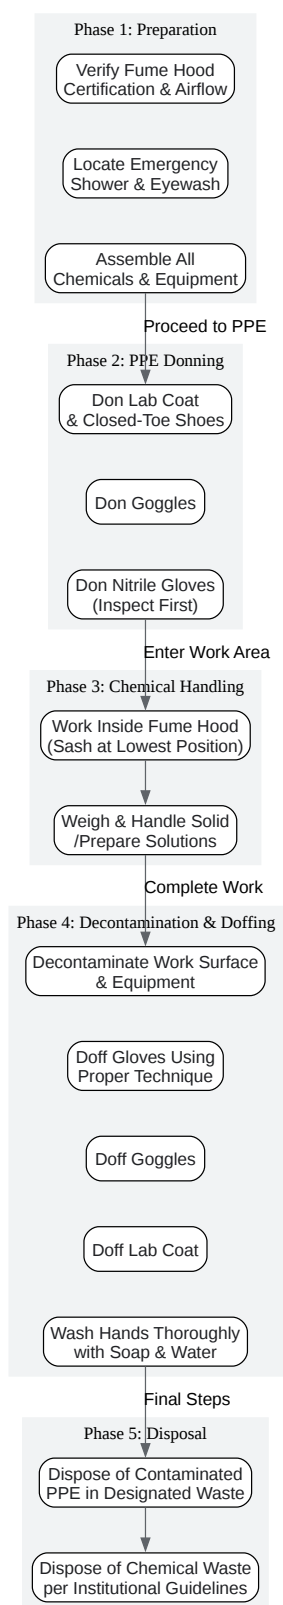 Phase 1: Preparation
Verify Fume Hood
Certification & Airflow
Locate Emergency
Shower & Eyewash
Assemble All
Chemicals & Equipment
Proceed to PPE
Phase 2: PPE Donning
Don Lab Coat
& Closed-Toe Shoes
Don Goggles
Don Nitrile Gloves
(Inspect First)
Enter Work Area
Phase 3: Chemical Handling
Work Inside Fume Hood
(Sash at Lowest Position)
Weigh & Handle Solid
/Prepare Solutions
Complete Work
Phase 4: Decontamination & Doffing
Decontaminate Work Surface
& Equipment
Doff Gloves Using
Proper Technique
Doff Goggles
Doff Lab Coat
Wash Hands Thoroughly
with Soap & Water
Final Steps
Phase 5: Disposal
Dispose of Contaminated
PPE in Designated Waste
Dispose of Chemical Waste
per Institutional Guidelines